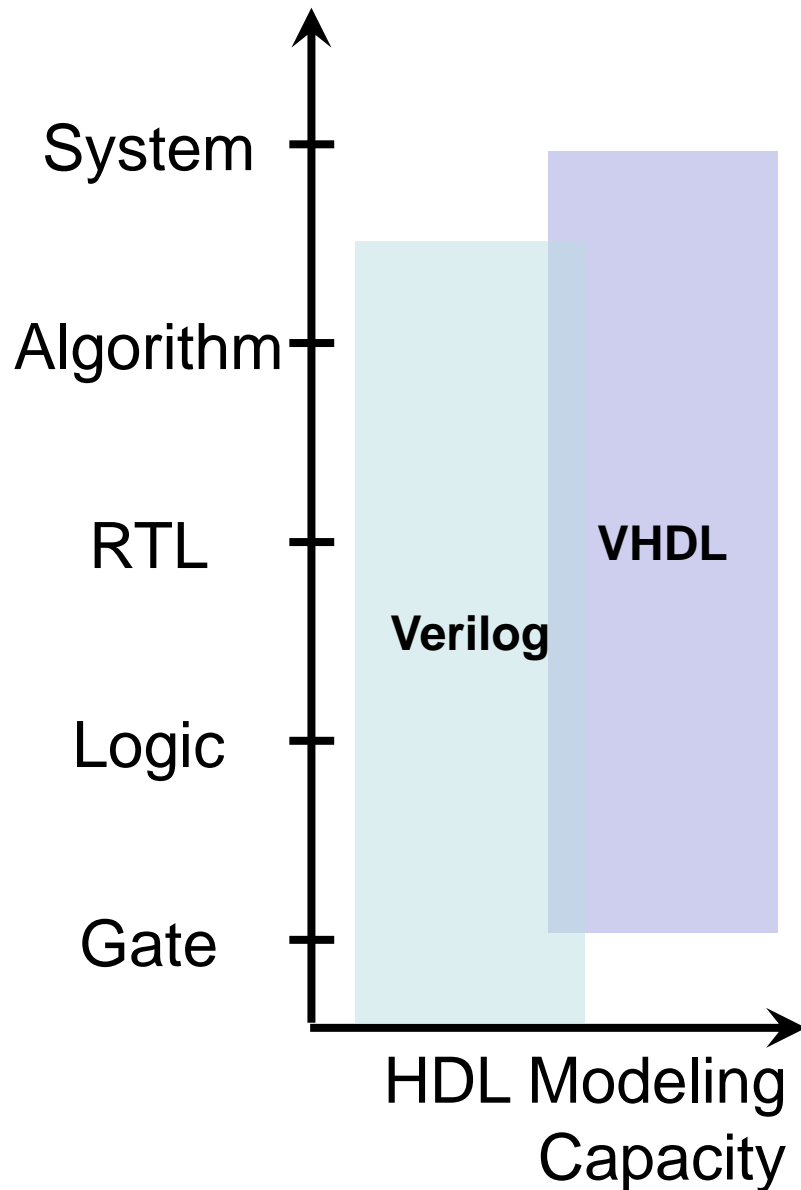 System
Algorithm
RTL
VHDL
Verilog
Logic
Gate
HDL Modeling
Capacity